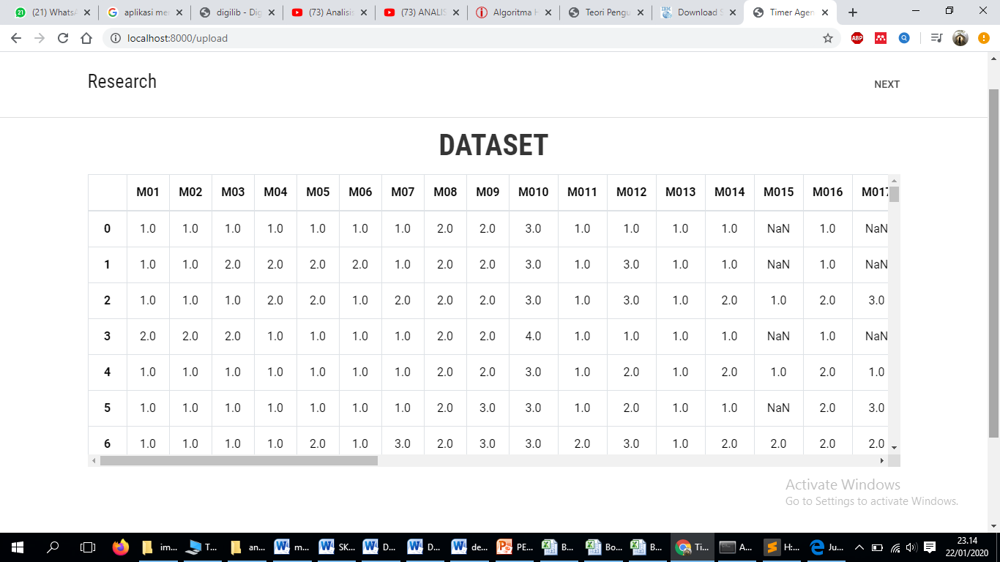 (21) Whats
aplikasi me
digilib - Dig
(73) Analisis
(73) ANALIS
Algoritma H
Teori Pengu
Download S
Timer Agen
localhost:8000/upload
ABP
Research
NEXT
DATASET
M01 M02 M03 M04 M05 M06 M07 M08 M09 M010 M011 M012 M013 M014 M015 M016 M017
0 1.0 1.0 1.0 1.0 1.0 1.0 1.0 2.0 2.0 3.0 1.0 1.0 1.0 1.0 NaN 1.0 NaN
1 1.0 1.0 2.0 2.0 2.0 2.0 1.0 2.0 2.0 3.0 1.0 3.0 1.0 1.0 NaN 1.0 NaN
2 1.0 1.0 1.0 2.0 2.0 1.0 2.0 2.0 2.0 3.0 1.0 3.0 1.0 2.0 1.0 2.0 3.0
3 2.0 2.0 2.0 1.0 1.0 1.0 1.0 2.0 2.0 4.0 1.0 1.0 1.0 1.0 NaN 1.0 NaN
4 1.0 1.0 1.0 1.0 1.0 1.0 1.0 2.0 2.0 3.0 1.0 2.0 1.0 2.0 1.0 2.0 1.0
5 1.0 1.0 1.0 1.0 1.0 1.0 1.0 2.0 3.0 3.0 1.0 2.0 1.0 1.0 NaN 2.0 3.0
6 1.0 1.0 1.0 1.0 2.0 1.0 3.0 2.0 3.0 3.0 2.0 3.0 1.0 2.0 2.0 2.0 2.0
Activate Windows
Go to Settings to activate Windows.
im... T... an... m... SK... D... D... de... PE... B... Bo... B... Ti... A... H... Ju...
23.14
22/01/2020